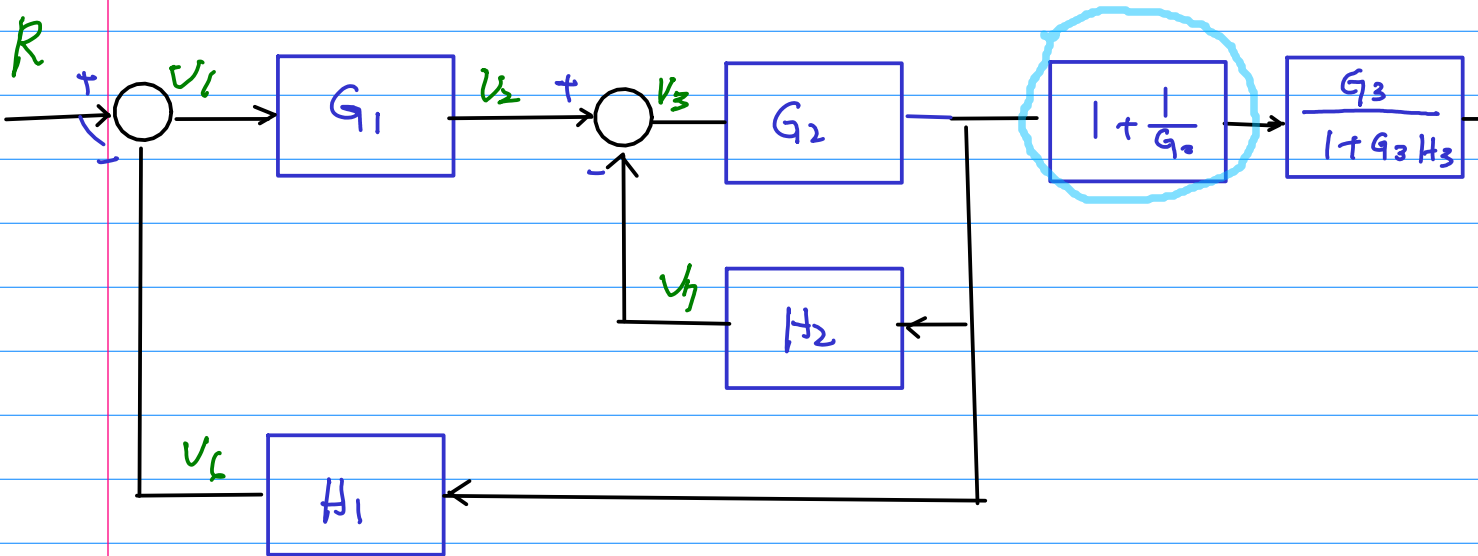 R
+
-
V₁
G₁
V₂
+
-
V₃
G₂
1 + 1/G₂
G₃/(1 + G₃H₃)
V₇
H₂
V₆
H₁